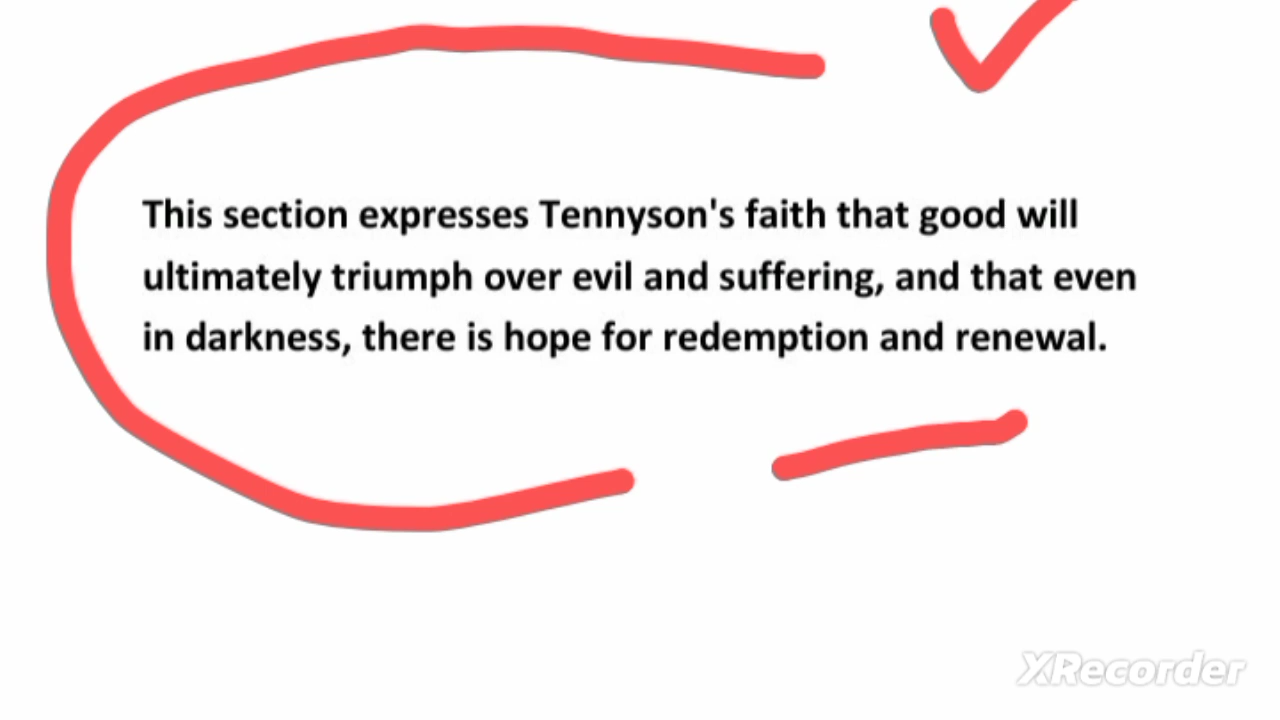 This section expresses Tennyson's faith that good will
ultimately triumph over evil and suffering, and that even
in darkness, there is hope for redemption and renewal.
XRecorder